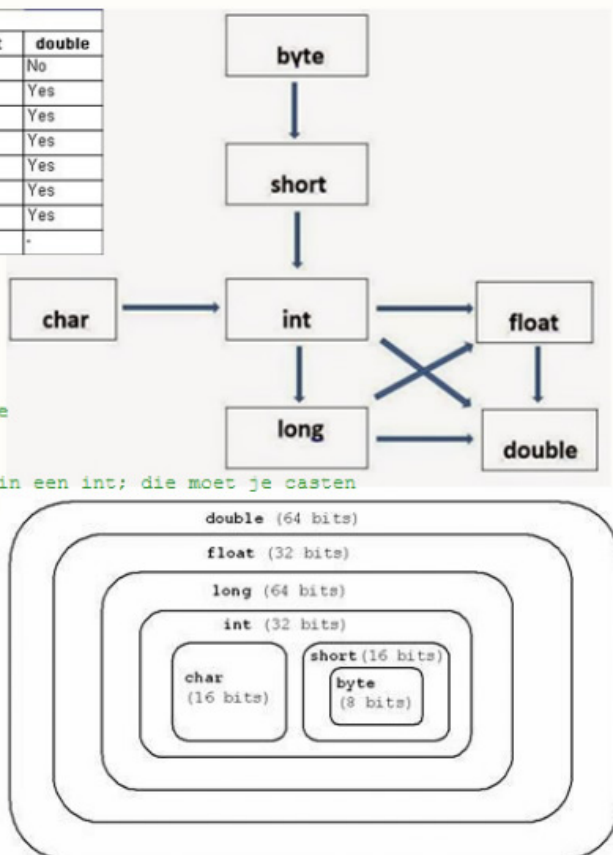 t double
No
Yes
Yes
Yes
Yes
Yes
Yes
-
byte
short
char int float
long double
e
in een int; die moet je casten
double (64 bits)
float (32 bits)
long (64 bits)
int (32 bits)
char
(16 bits)
short (16 bits)
byte
(8 bits)